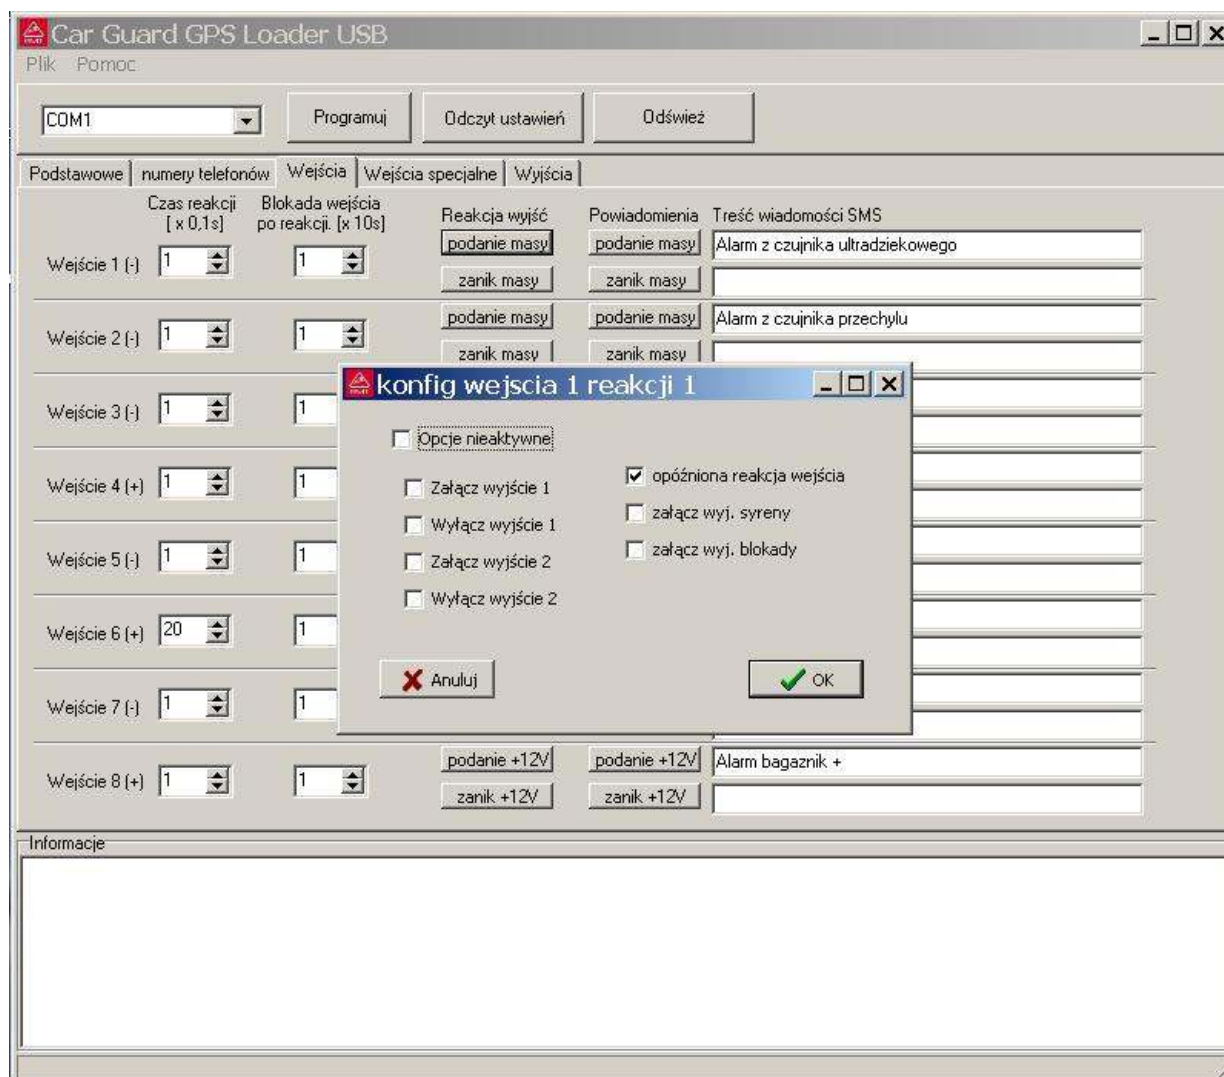 Car Guard GPS Loader USB
Plik Pomoc
COM1 Programuj Odczyt ustawień Odśwież
Podstawowe numery telefonów Wejścia Wejścia specjalne Wyjścia
Czas reakcji [ x 0,1s] Blokada wejścia po reakcji. [x 10s] Reakcja wyjść Powiadomienia Treść wiadomości SMS
Wejście 1 (-) 1 1 podanie masy podanie masy Alarm z czujnika ultradziekowego
zanik masy zanik masy
Wejście 2 (-) 1 1 podanie masy podanie masy Alarm z czujnika przechylu
zanik masy zanik masy
Wejście 3 (-) 1 1
Wejście 4 (+) 1 1
Wejście 5 (-) 1 1
Wejście 6 (+) 20 1
Wejście 7 (-) 1 1
konfig wejscia 1 reakcji 1
Opcje nieaktywne
Załącz wyjście 1 opóźniona reakcja wejścia
Wyłącz wyjście 1 załącz wyj. syreny
Załącz wyjście 2 załącz wyj. blokady
Wyłącz wyjście 2
Anuluj OK
Wejście 8 (+) 1 1 podanie +12V podanie +12V Alarm bagaznik +
zanik +12V zanik +12V
Informacje